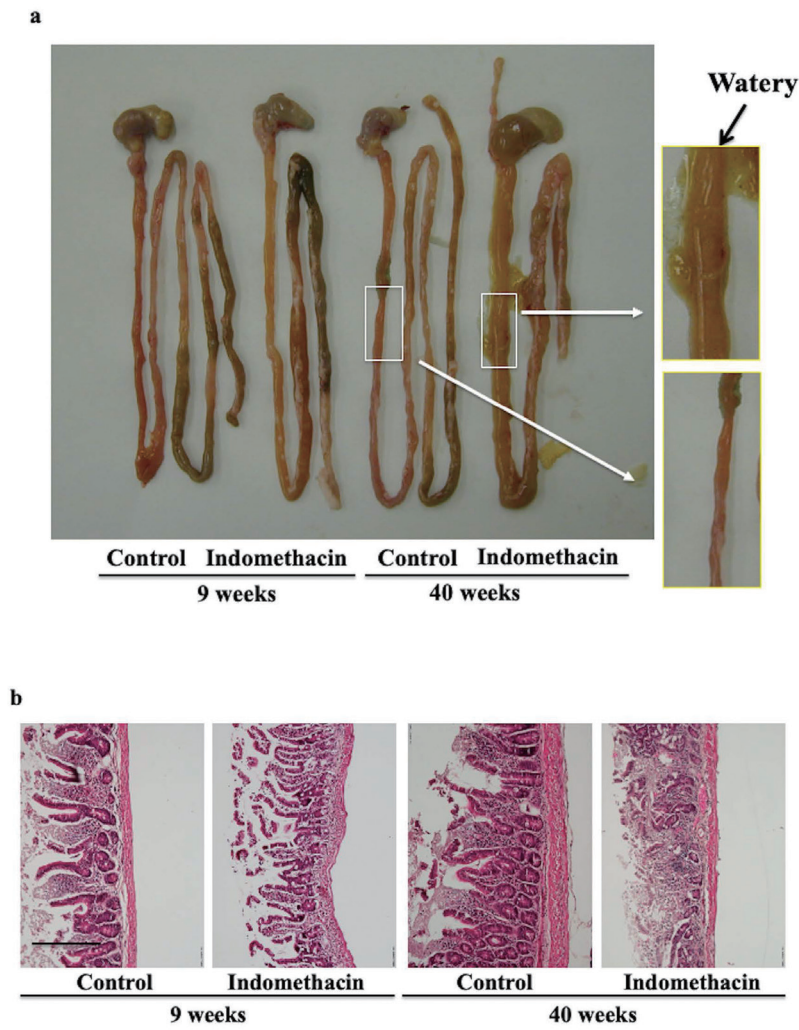 a
Watery
Control Indomethacin Control Indomethacin
9 weeks 40 weeks
b
Control Indomethacin Control Indomethacin
9 weeks 40 weeks